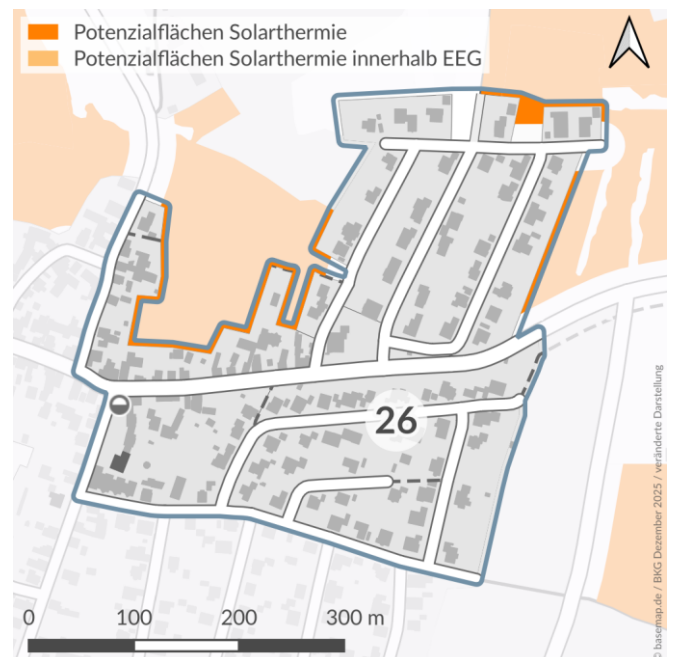 Potenzialflächen Solarthermie
Potenzialflächen Solarthermie innerhalb EEG
26
0 100 200 300 m
© basemap.de / BKG Dezember 2025 / veränderte Darstellung